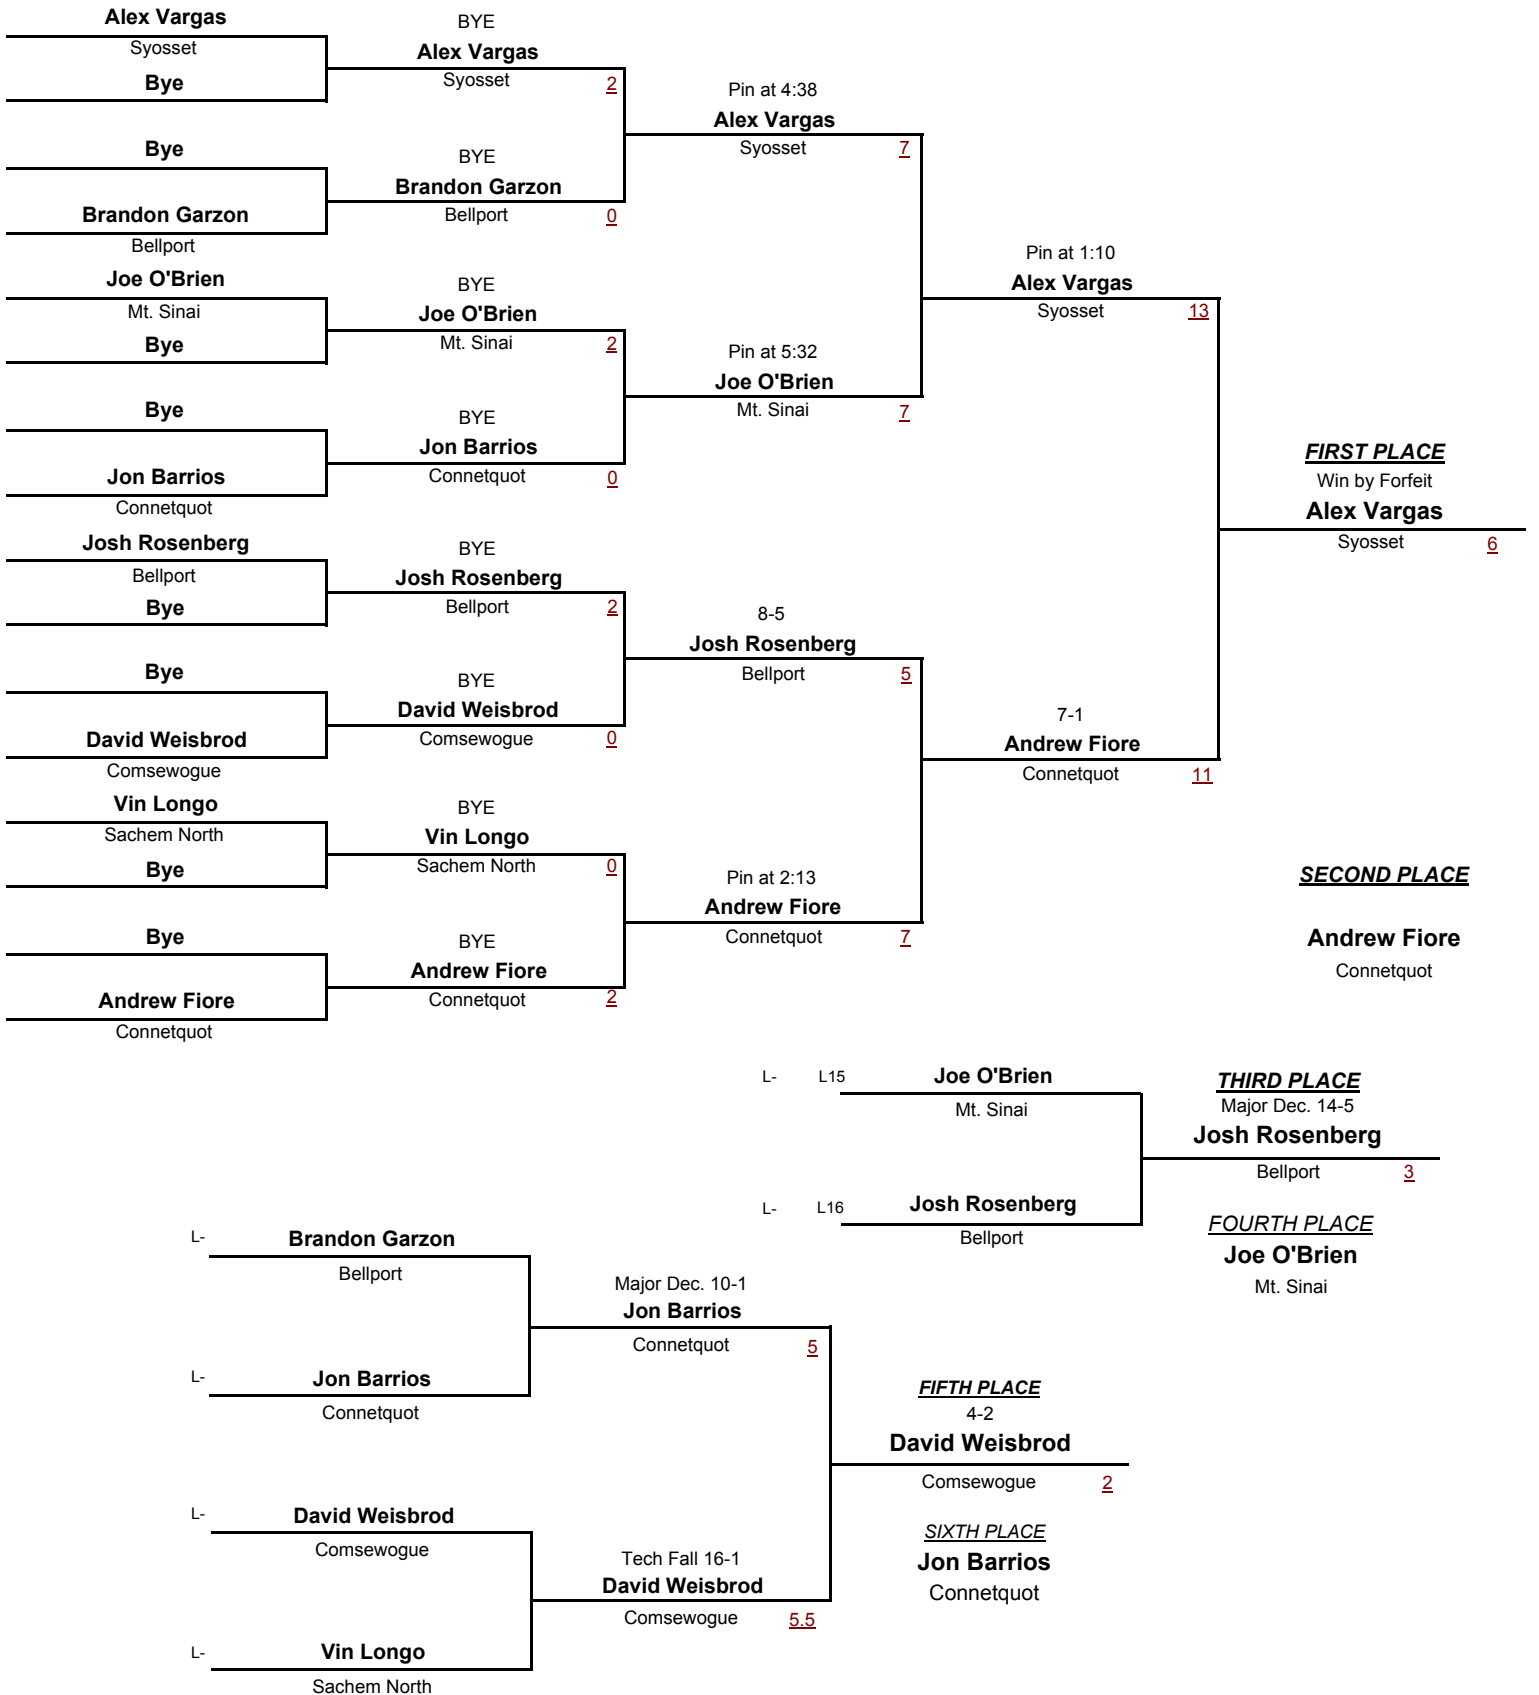 Alex Vargas
Syosset
Bye
Bye
Brandon Garzon
Bellport
Joe O'Brien
Mt. Sinai
Bye
Bye
Jon Barrios
Connetquot
Josh Rosenberg
Bellport
Bye
Bye
David Weisbrod
Comsewogue
Vin Longo
Sachem North
Bye
Bye
Andrew Fiore
Connetquot
BYE
Alex Vargas
Syosset 2
BYE
Brandon Garzon
Bellport 0
BYE
Joe O'Brien
Mt. Sinai 2
BYE
Jon Barrios
Connetquot 0
BYE
Josh Rosenberg
Bellport 2
BYE
David Weisbrod
Comsewogue 0
BYE
Vin Longo
Sachem North 0
BYE
Andrew Fiore
Connetquot 2
Pin at 4:38
Alex Vargas
Syosset 7
Pin at 5:32
Joe O'Brien
Mt. Sinai 7
8-5
Josh Rosenberg
Bellport 5
Pin at 2:13
Andrew Fiore
Connetquot 7
Pin at 1:10
Alex Vargas
Syosset 13
7-1
Andrew Fiore
Connetquot 11
FIRST PLACE
Win by Forfeit
Alex Vargas
Syosset 6
SECOND PLACE
Andrew Fiore
Connetquot
L- L15 Joe O'Brien
Mt. Sinai
L- L16 Josh Rosenberg
Bellport
THIRD PLACE
Major Dec. 14-5
Josh Rosenberg
Bellport 3
FOURTH PLACE
Joe O'Brien
Mt. Sinai
L- Brandon Garzon
Bellport
L- Jon Barrios
Connetquot
L- David Weisbrod
Comsewogue
L- Vin Longo
Sachem North
Major Dec. 10-1
Jon Barrios
Connetquot 5
Tech Fall 16-1
David Weisbrod
Comsewogue 5.5
FIFTH PLACE
4-2
David Weisbrod
Comsewogue 2
SIXTH PLACE
Jon Barrios
Connetquot